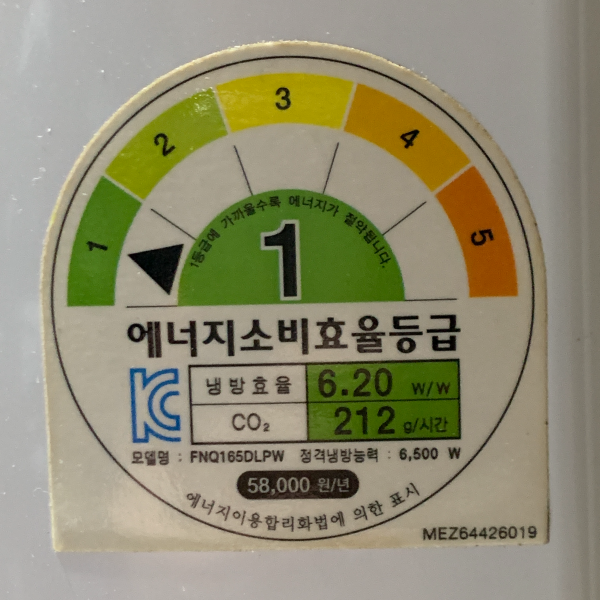 1
2
3
4
5
1등급에 가까울수록 에너지가 절약됩니다.
1
에너지소비효율등급
냉방효율 6.20 W/W
CO₂ 212 g/시간
모델명 : FNQ165DLPW 정격냉방능력 : 6,500 W
58,000 원/년
에너지이용합리화법에 의한 표시
MEZ64426019